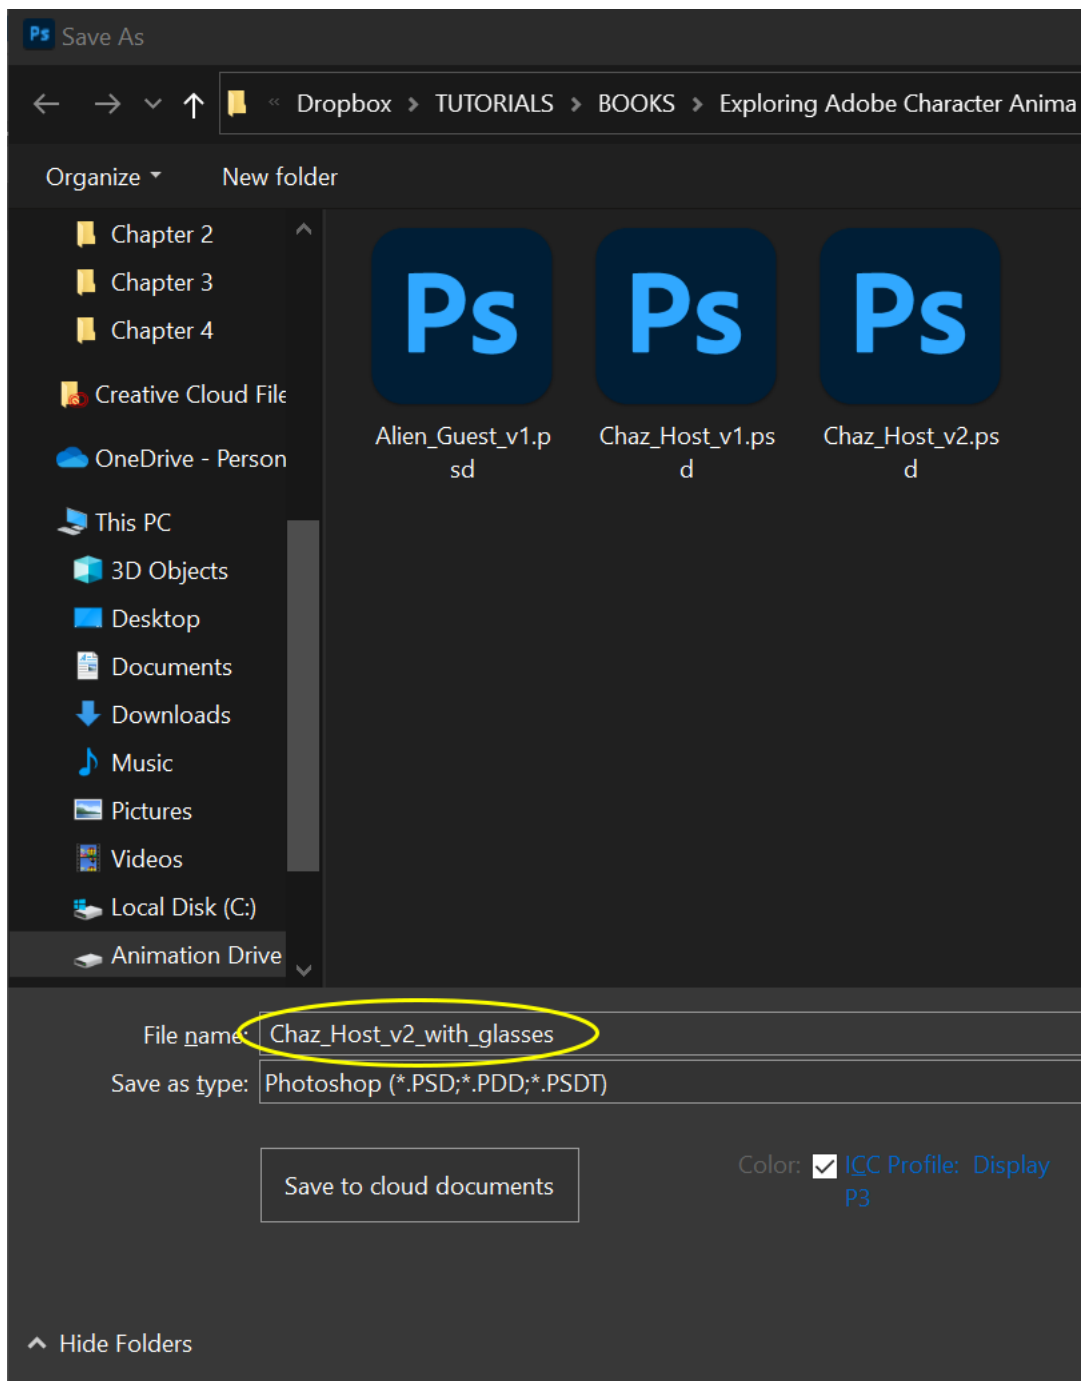 Ps Save As
« Dropbox > TUTORIALS > BOOKS > Exploring Adobe Character Anima
Organize New folder
Chapter 2
Chapter 3
Chapter 4
Creative Cloud File
OneDrive - Person
This PC
3D Objects
Desktop
Documents
Downloads
Music
Pictures
Videos
Local Disk (C:)
Animation Drive
Ps Ps Ps
Alien_Guest_v1.p Chaz_Host_v1.ps Chaz_Host_v2.ps
sd d d
File name: Chaz_Host_v2_with_glasses
Save as type: Photoshop (*.PSD;*.PDD;*.PSDT)
Save to cloud documents
Color: ICC Profile: Display
P3
Hide Folders